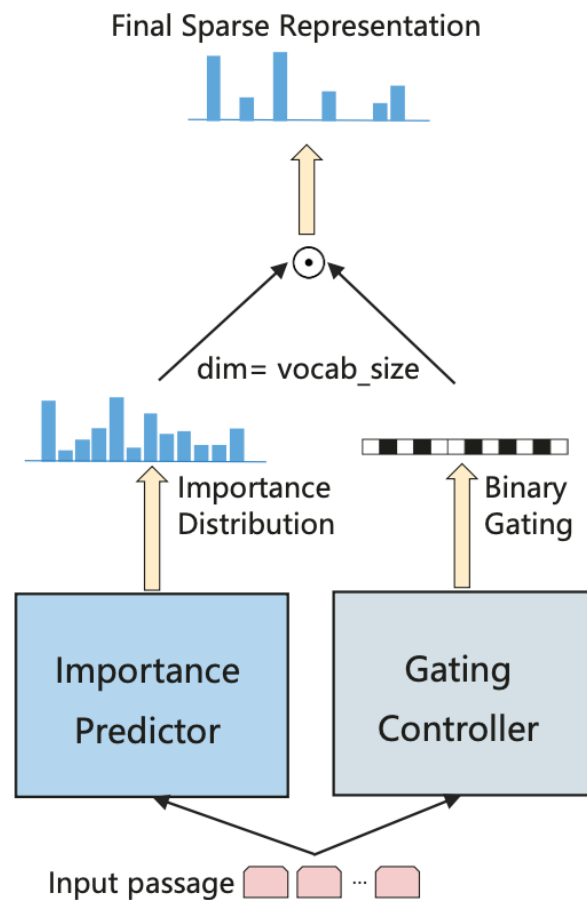 Final Sparse Representation
dim= vocab_size
Importance
Distribution
Binary
Gating
Importance
Predictor
Gating
Controller
Input passage ...